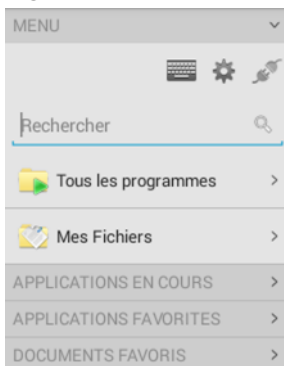 MENU
Rechercher
Tous les programmes
Mes Fichiers
APPLICATIONS EN COURS
APPLICATIONS FAVORITES
DOCUMENTS FAVORIS